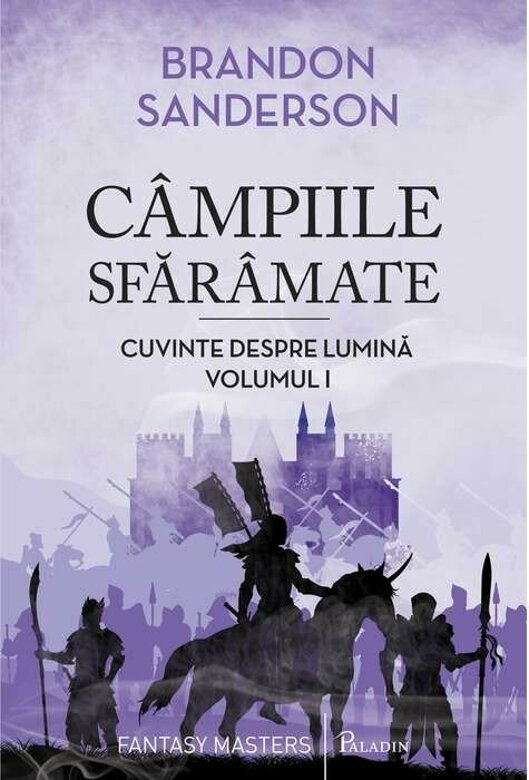 BRANDON
SANDERSON
CÂMPIILE
SFĂRÂMATE
CUVINTE DESPRE LUMINĂ
VOLUMUL I
FANTASY MASTERS | PALADIN